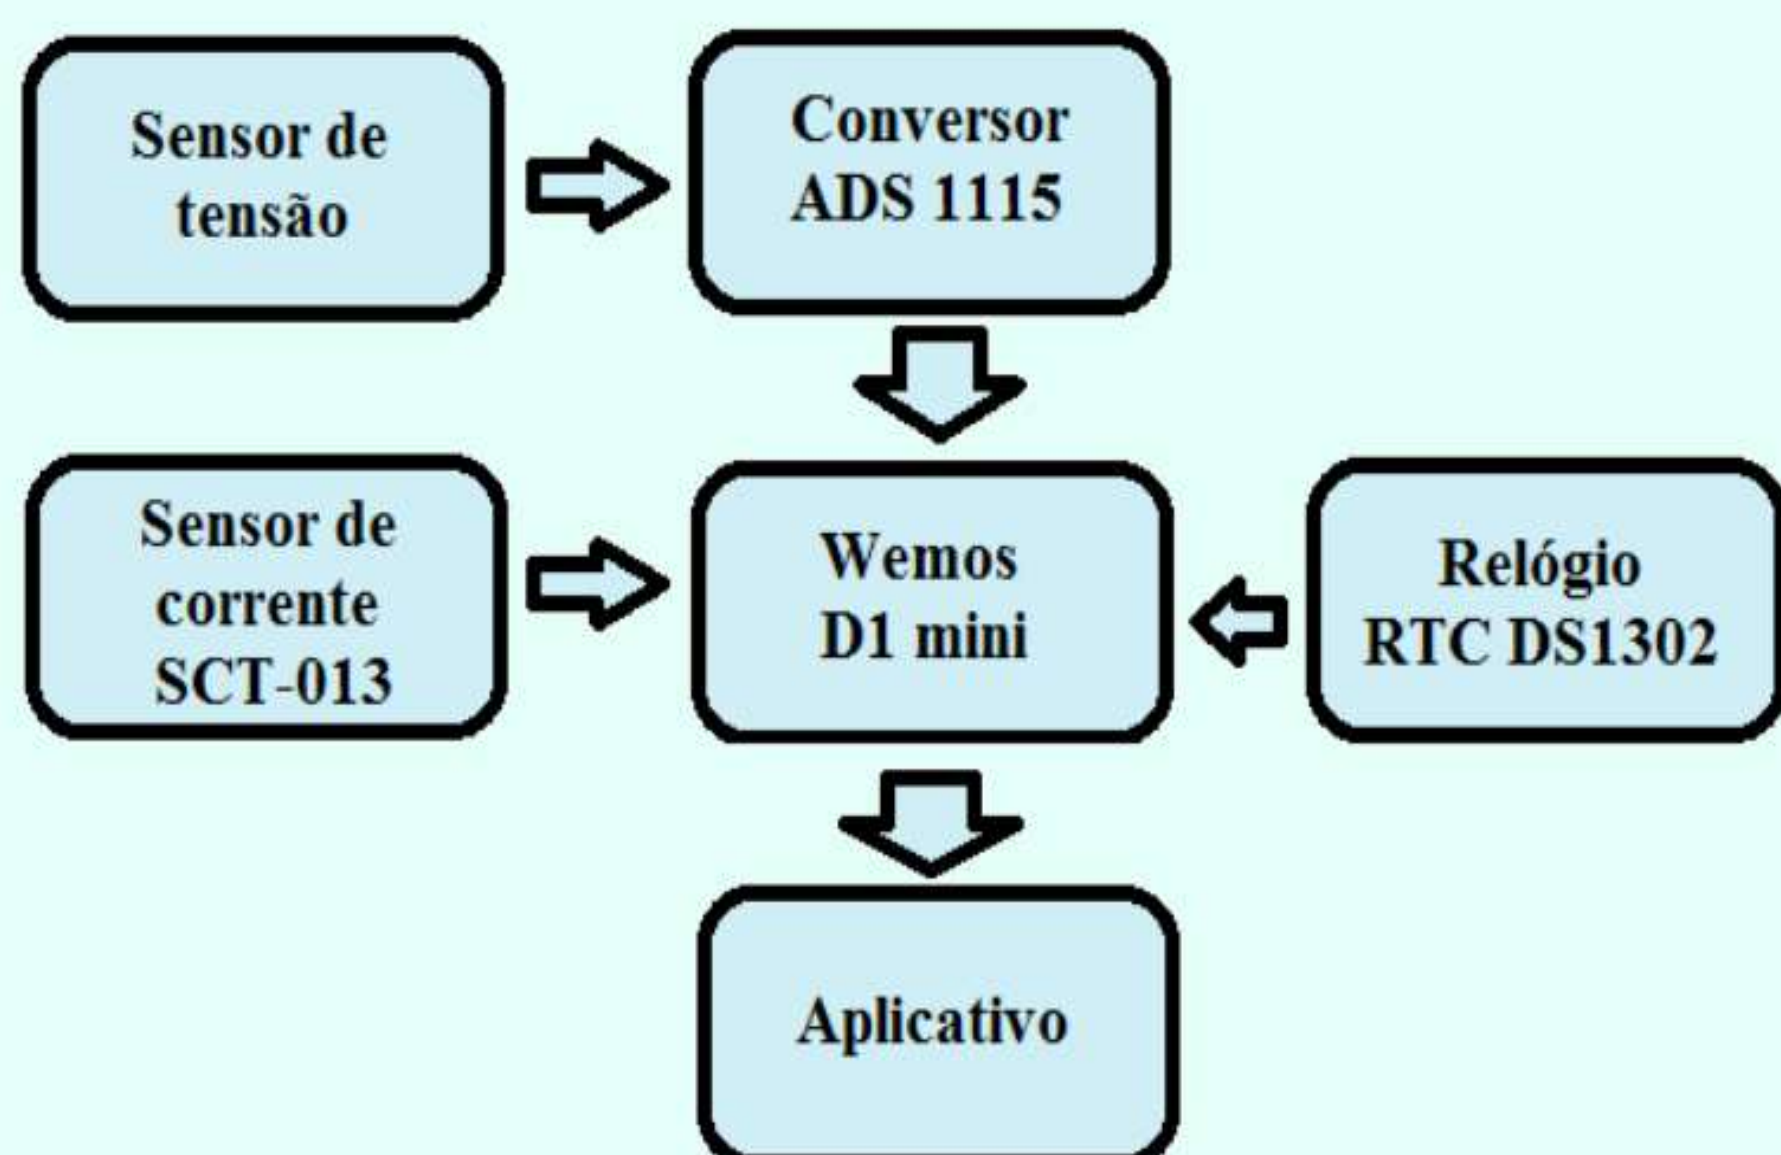 Sensor de
tensão
Conversor
ADS 1115
Sensor de
corrente
SCT-013
Wemos
D1 mini
Relógio
RTC DS1302
Aplicativo